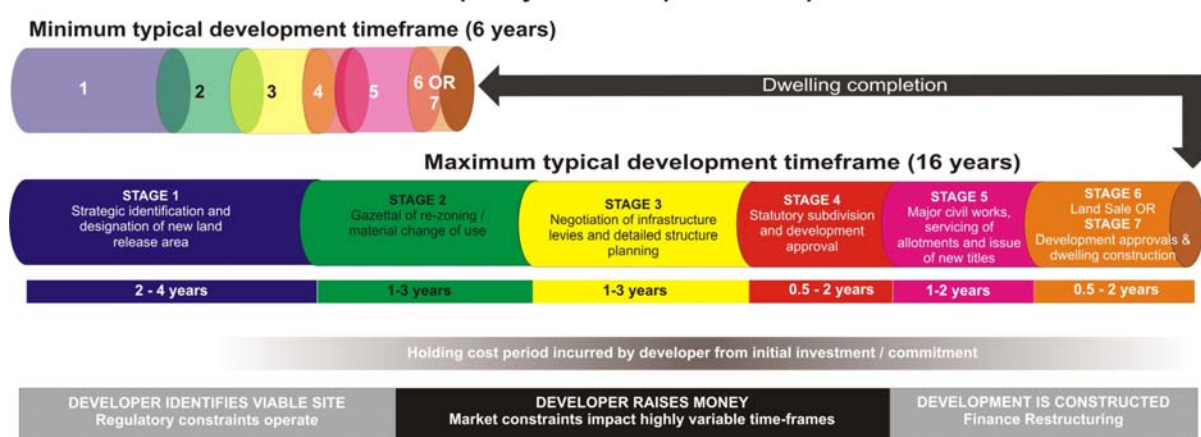 Minimum typical development timeframe (6 years)
1
2
3
4
5
6 OR
7
Dwelling completion
Maximum typical development timeframe (16 years)
STAGE 1
Strategic identification and
designation of new land
release area
STAGE 2
Gazettal of re-zoning /
material change of use
STAGE 3
Negotiation of infrastructure
levies and detailed structure
planning
STAGE 4
Statutory subdivision
and development
approval
STAGE 5
Major civil works,
servicing of
allotments and issue
of new titles
STAGE 6
Land Sale OR
STAGE 7
Development approvals &
dwelling construction
2 - 4 years
1-3 years
1-3 years
0.5 - 2 years
1-2 years
0.5 - 2 years
Holding cost period incurred by developer from initial investment / commitment
DEVELOPER IDENTIFIES VIABLE SITE
Regulatory constraints operate
DEVELOPER RAISES MONEY
Market constraints impact highly variable time-frames
DEVELOPMENT IS CONSTRUCTED
Finance Restructuring